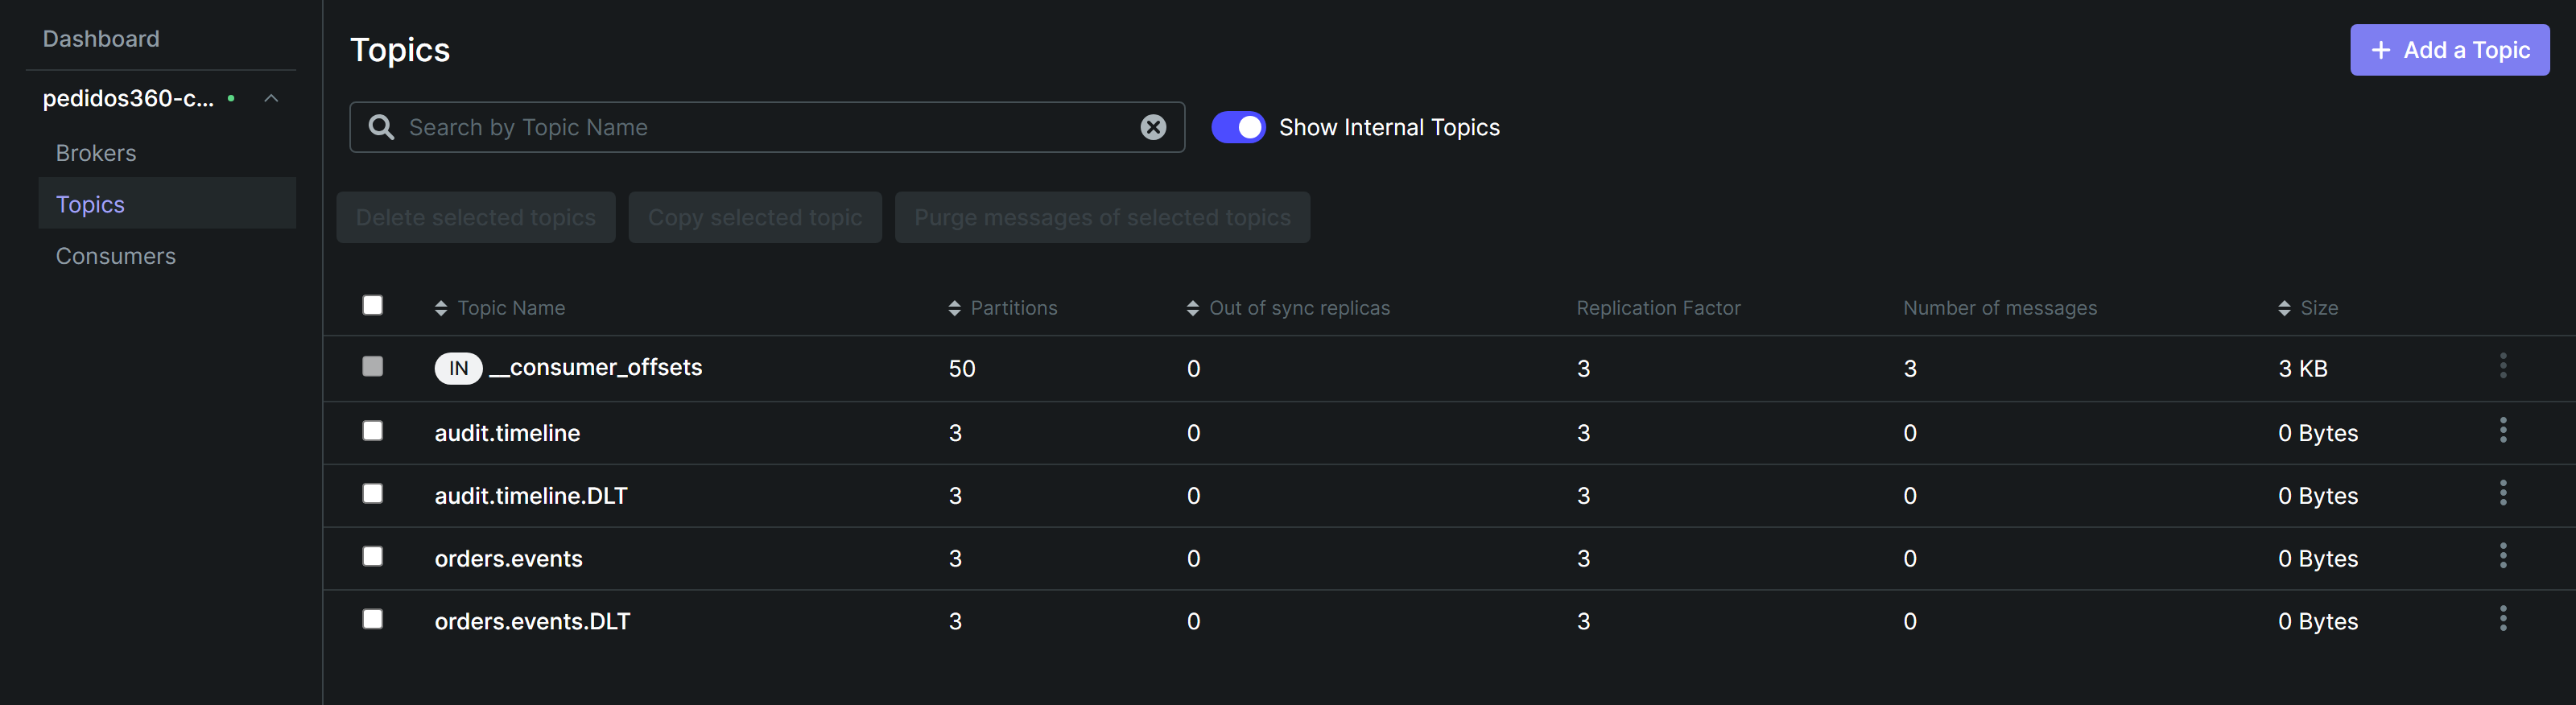 Dashboard
pedidos360-c...
Brokers
Topics
Consumers
Topics
Add a Topic
Search by Topic Name
Show Internal Topics
Delete selected topics Copy selected topic Purge messages of selected topics
Topic Name Partitions Out of sync replicas Replication Factor Number of messages Size
IN __consumer_offsets 50 0 3 3 3 KB
audit.timeline 3 0 3 0 0 Bytes
audit.timeline.DLT 3 0 3 0 0 Bytes
orders.events 3 0 3 0 0 Bytes
orders.events.DLT 3 0 3 0 0 Bytes